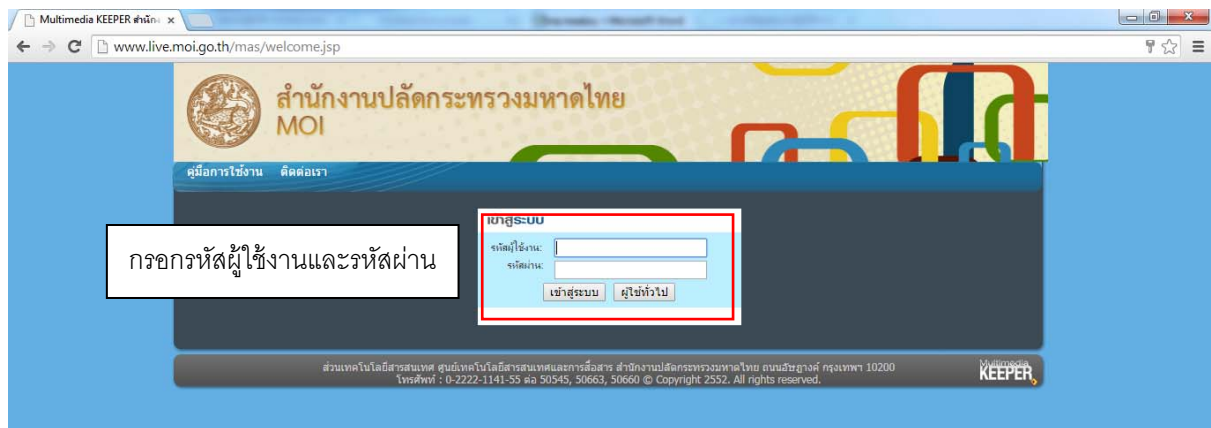 Multimedia KEEPER สำนัก
www.live.moi.go.th/mas/welcome.jsp
สำนักงานปลัดกระทรวงมหาดไทย
MOI
คู่มือการใช้งาน ติดต่อเรา
เข้าสู่ระบบ
กรอกรหัสผู้ใช้งานและรหัสผ่าน
รหัสผู้ใช้งาน:
รหัสผ่าน:
เข้าสู่ระบบ ผู้ใช้ทั่วไป
ส่วนเทคโนโลยีสารสนเทศ ศูนย์เทคโนโลยีสารสนเทศและการสื่อสาร สำนักงานปลัดกระทรวงมหาดไทย ถนนอัษฎางค์ กรุงเทพฯ 10200
โทรศัพท์ : 0-2222-1141-55 ต่อ 50545, 50663, 50660 © Copyright 2552. All rights reserved.
Multimedia
KEEPER